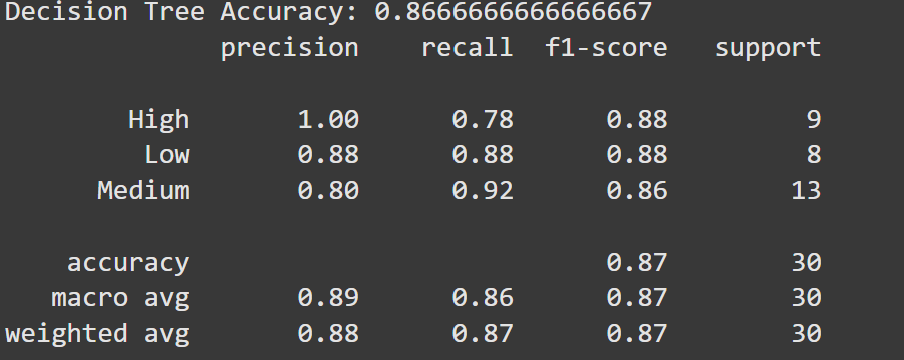 Decision Tree Accuracy: 0.8666666666666667
precision recall f1-score support
High 1.00 0.78 0.88 9
Low 0.88 0.88 0.88 8
Medium 0.80 0.92 0.86 13
accuracy 0.87 30
macro avg 0.89 0.86 0.87 30
weighted avg 0.88 0.87 0.87 30